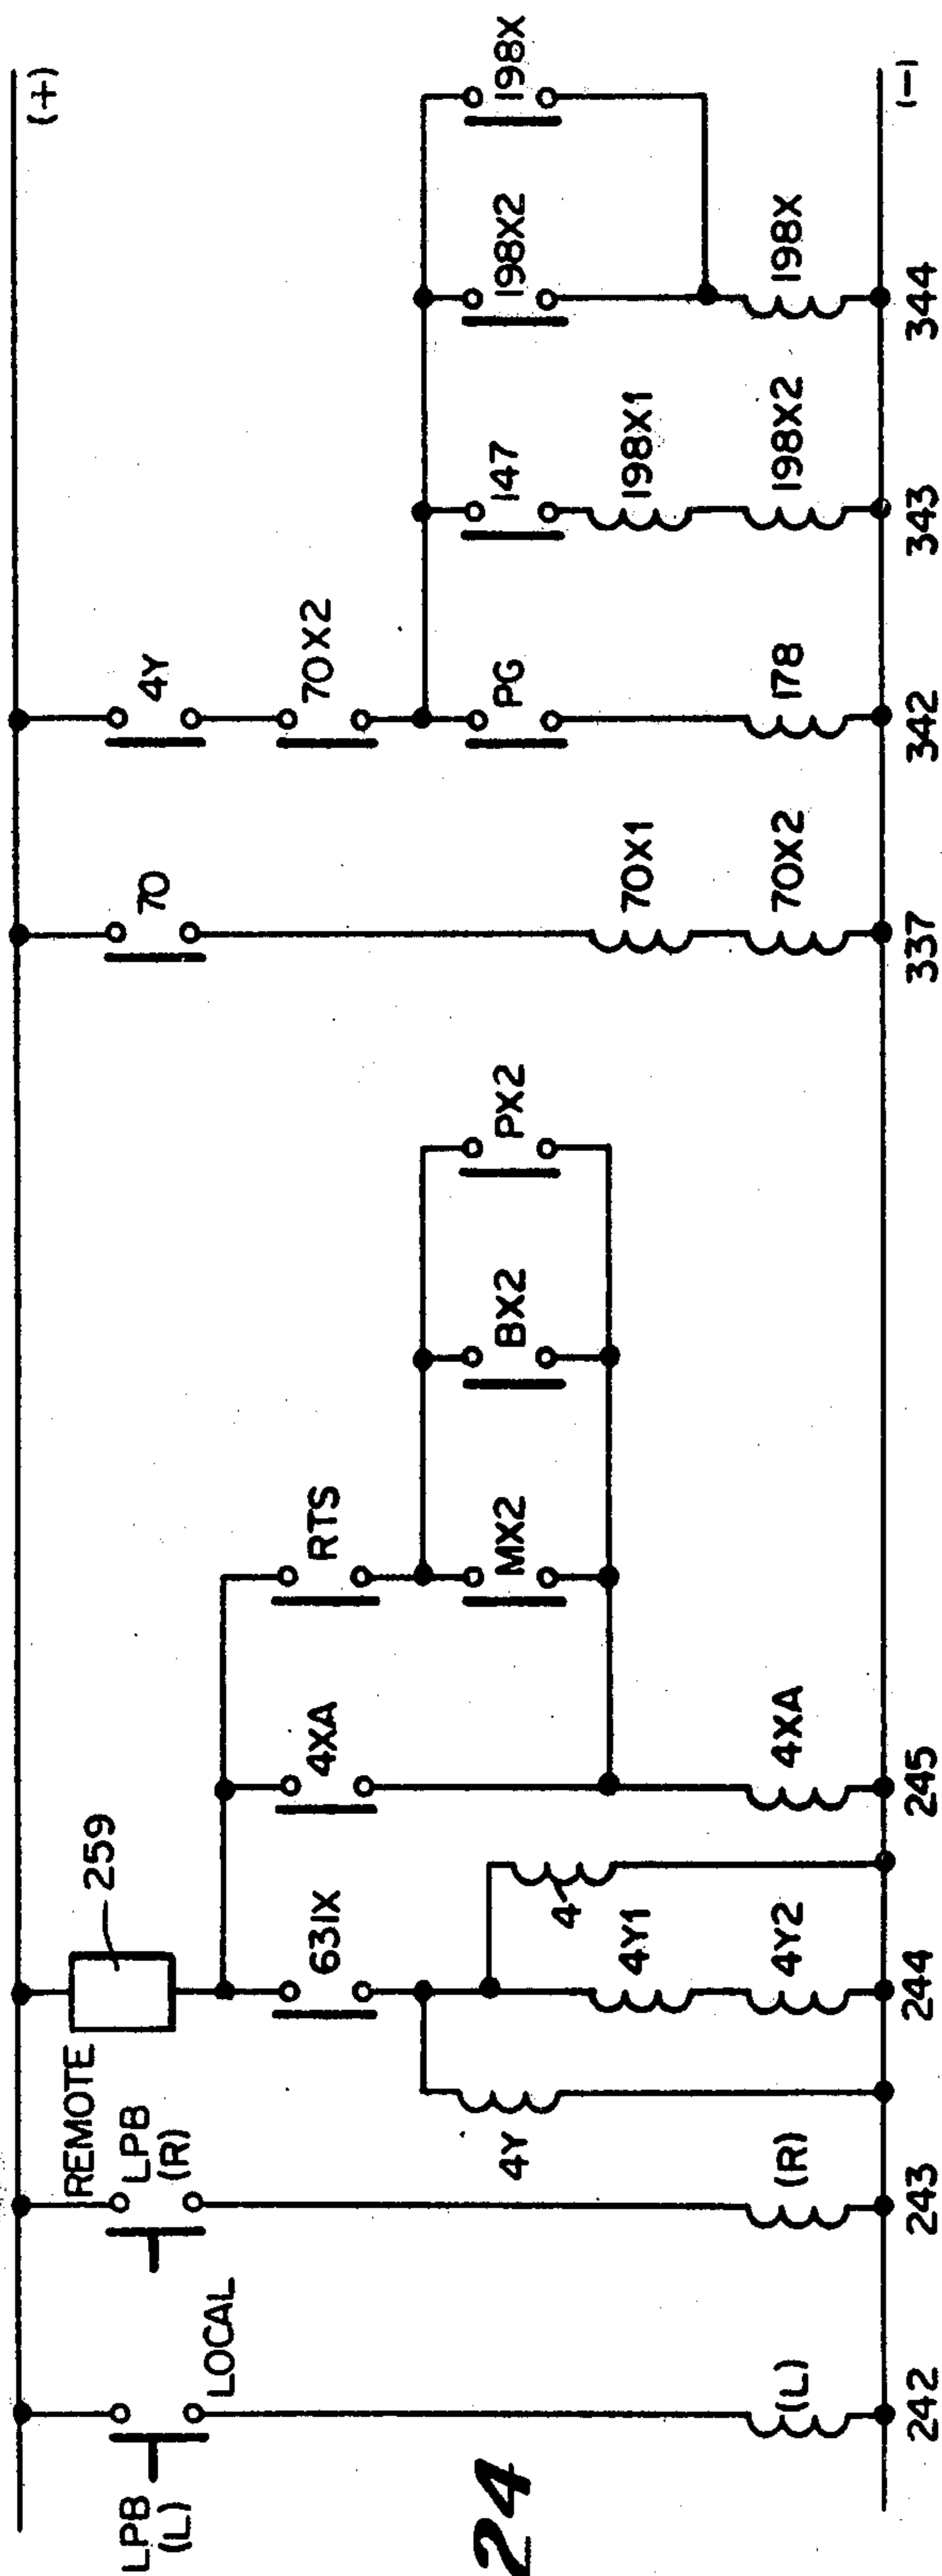 (+)
LPB
(L)
LOCAL
REMOTE
LPB
(R)
259
631X
4XA
RTS
MX2
BX2
PX2
70
4Y
70X2
PG
147
198X2
198X
(L)
(R)
4Y
4
4Y1
4Y2
4XA
70X1
70X2
178
198X1
198X2
198X
242
243
244
245
337
342
343
344
(-)
24